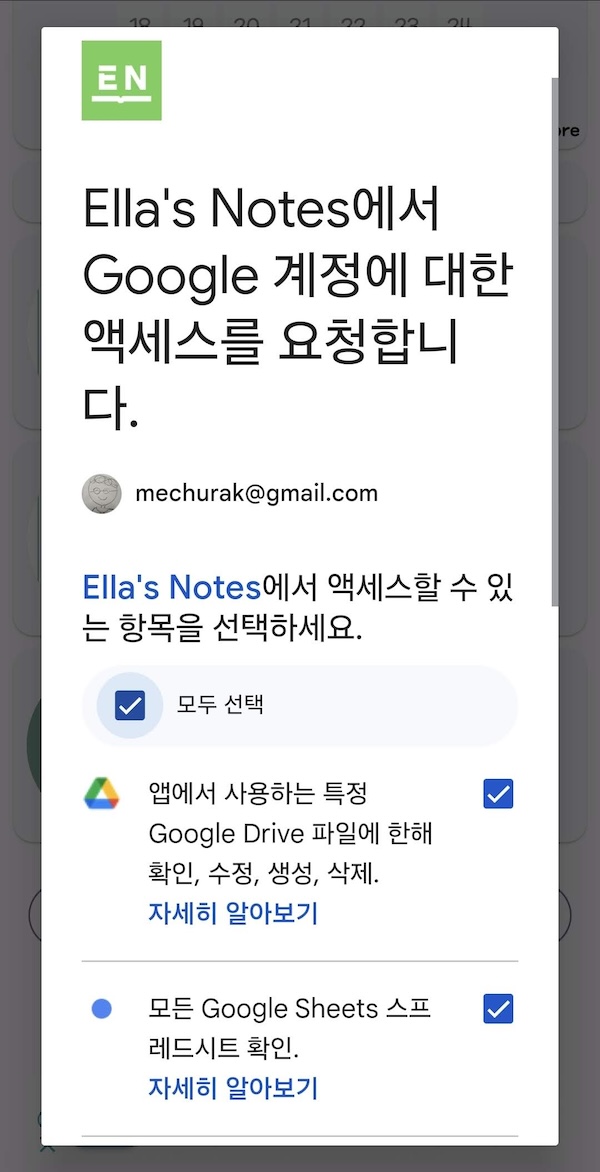 18 19 20 21 22 23 24
EN
ore
Ella's Notes에서
Google 계정에 대한
액세스를 요청합니
다.
mechurak@gmail.com
Ella's Notes에서 액세스할 수 있
는 항목을 선택하세요.
모두 선택
앱에서 사용하는 특정
Google Drive 파일에 한해
확인, 수정, 생성, 삭제.
자세히 알아보기
모든 Google Sheets 스프
레드시트 확인.
자세히 알아보기